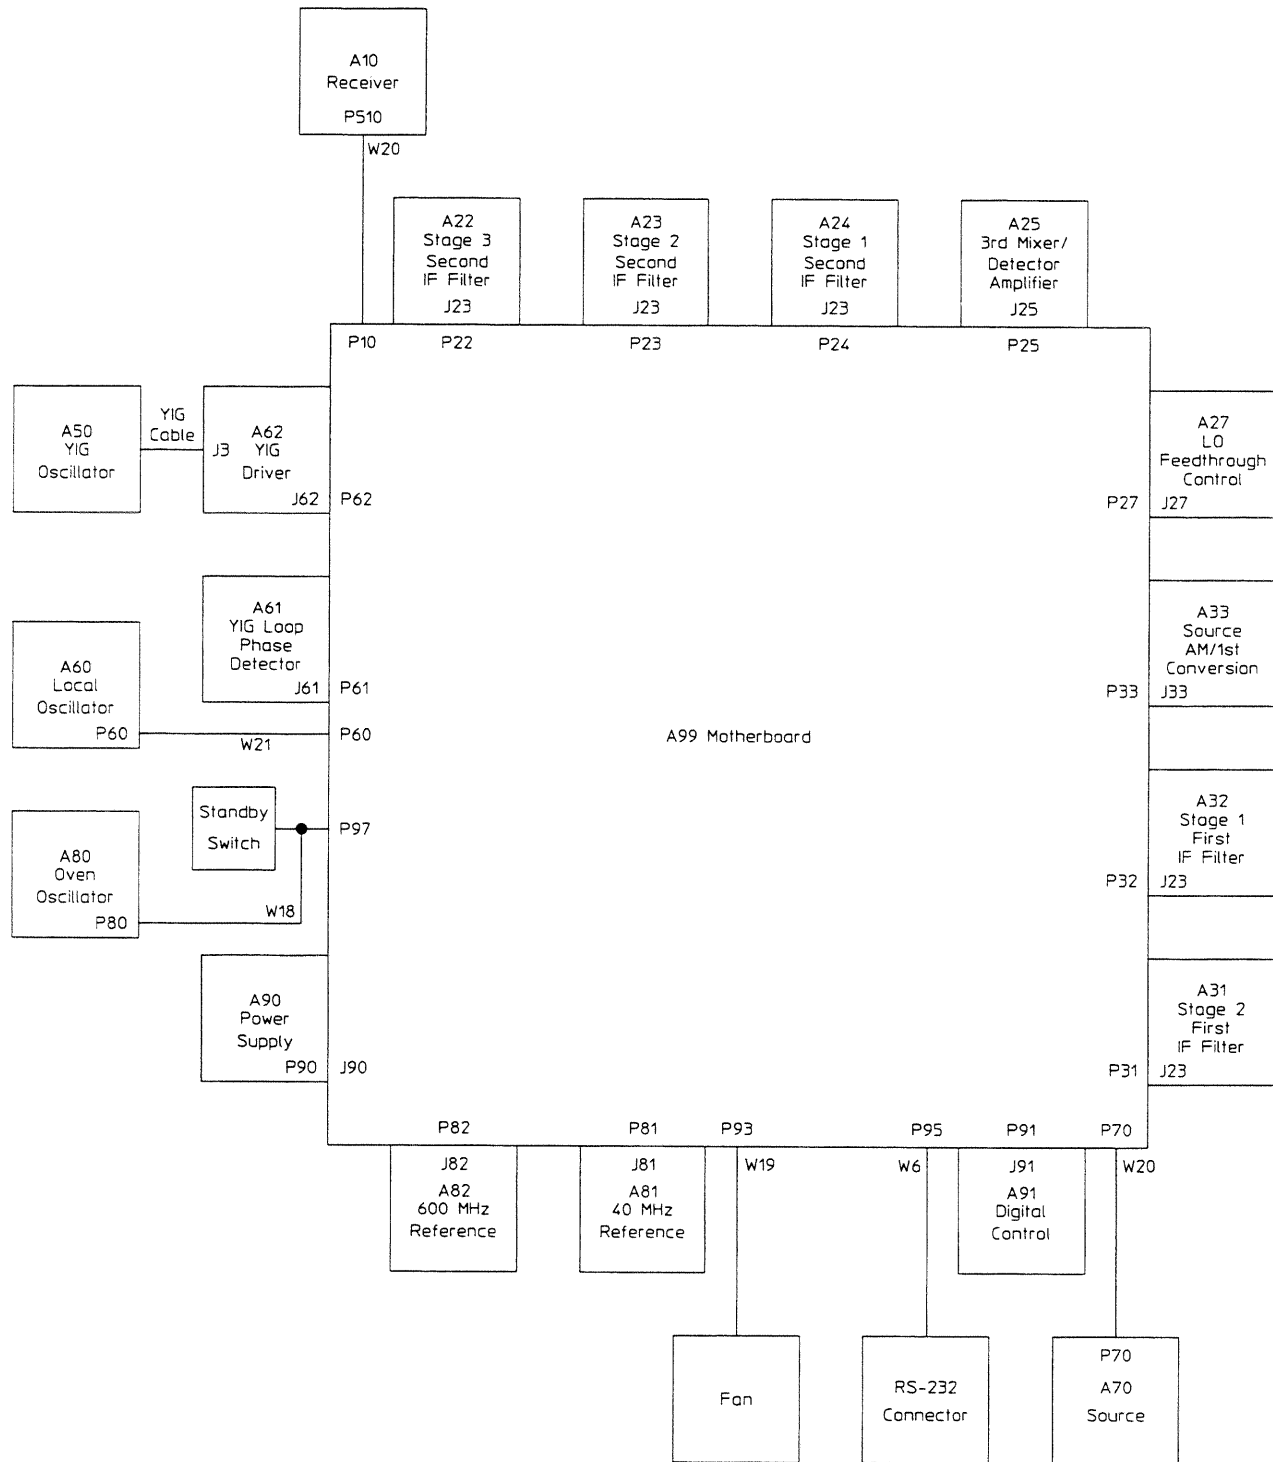 A10
Receiver
P510
W20
A22
Stage 3
Second
IF Filter
J23
A23
Stage 2
Second
IF Filter
J23
A24
Stage 1
Second
IF Filter
J23
A25
3rd Mixer/
Detector
Amplifier
J25
P10
P22
P23
P24
P25
A50
YIG
Oscillator
YIG
Cable
J3
A62
YIG
Driver
J62
P62
A27
LO
Feedthrough
Control
P27
J27
A61
YIG Loop
Phase
Detector
J61
P61
A33
Source
AM/1st
Conversion
P33
J33
A60
Local
Oscillator
P60
W21
P60
A99 Motherboard
Standby
Switch
P97
A32
Stage 1
First
IF Filter
P32
J23
A80
Oven
Oscillator
P80
W18
A90
Power
Supply
P90
J90
A31
Stage 2
First
IF Filter
P31
J23
P82
P81
P93
P95
P91
P70
J82
A82
600 MHz
Reference
J81
A81
40 MHz
Reference
W19
W6
J91
A91
Digital
Control
W20
Fan
RS-232
Connector
P70
A70
Source